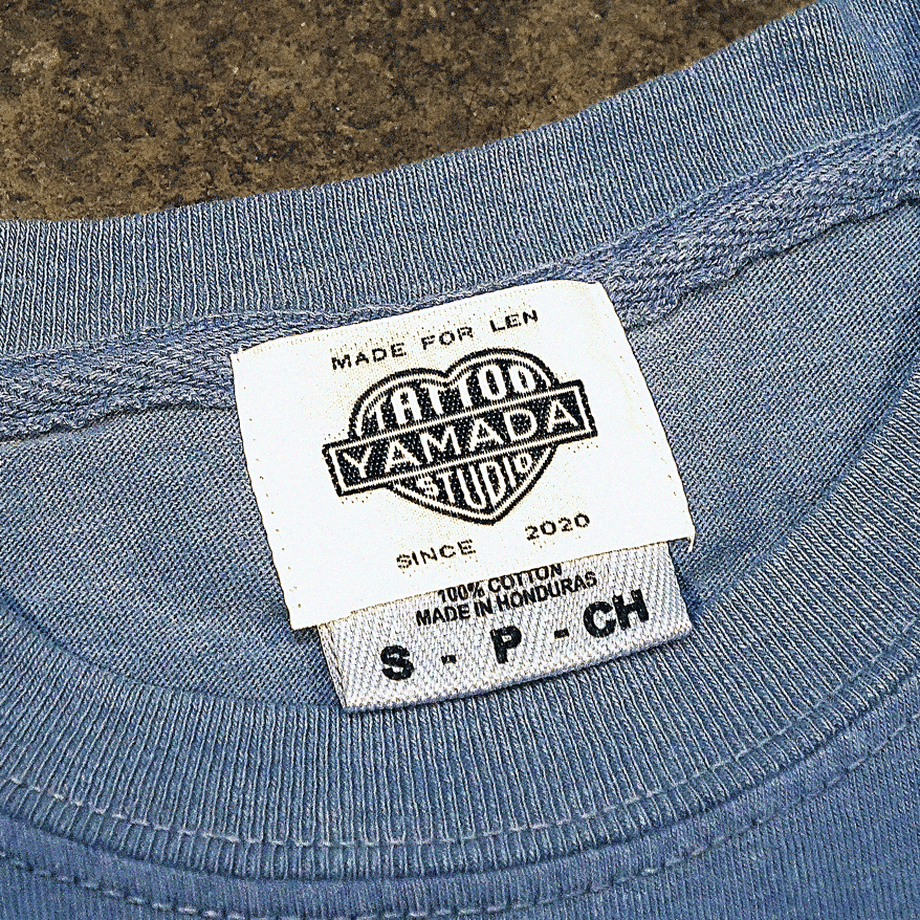 MADE FOR LEN
TATTOO
YAMADA
STUDIO
SINCE 2020
100% COTTON
MADE IN HONDURAS
S - P - CH